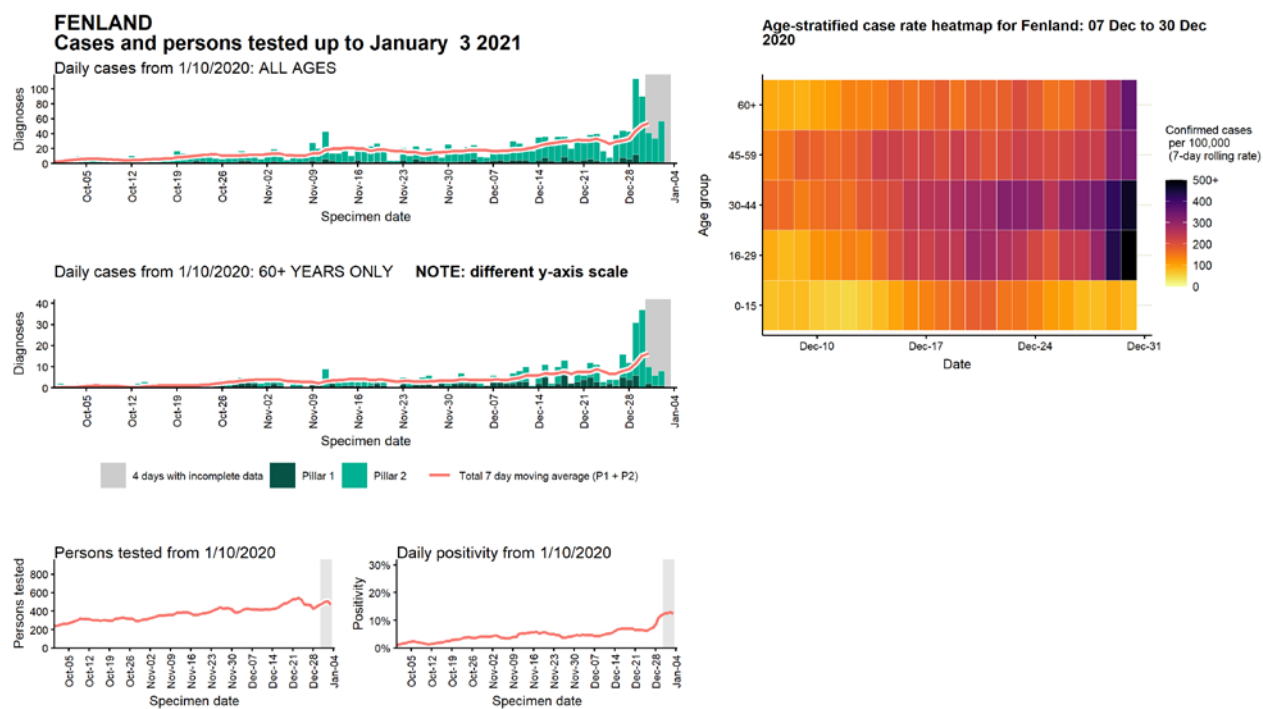 FENLAND
Cases and persons tested up to January 3 2021
Daily cases from 1/10/2020: ALL AGES
Diagnoses
100
80
60
40
20
0
Oct-05
Oct-12
Oct-19
Oct-26
Nov-02
Nov-09
Nov-16
Nov-23
Nov-30
Dec-07
Dec-14
Dec-21
Dec-28
Jan-04
Specimen date
Daily cases from 1/10/2020: 60+ YEARS ONLY NOTE: different y-axis scale
Diagnoses
40
30
20
10
0
Oct-05
Oct-12
Oct-19
Oct-26
Nov-02
Nov-09
Nov-16
Nov-23
Nov-30
Dec-07
Dec-14
Dec-21
Dec-28
Jan-04
Specimen date
4 days with incomplete data
Pillar 1
Pillar 2
Total 7 day moving average (P1 + P2)
Persons tested from 1/10/2020
Persons tested
800
600
400
200
0
Oct-05
Oct-12
Oct-19
Oct-26
Nov-02
Nov-09
Nov-16
Nov-23
Nov-30
Dec-07
Dec-14
Dec-21
Dec-28
Jan-04
Specimen date
Daily positivity from 1/10/2020
Positivity
30%
20%
10%
0%
Oct-05
Oct-12
Oct-19
Oct-26
Nov-02
Nov-09
Nov-16
Nov-23
Nov-30
Dec-07
Dec-14
Dec-21
Dec-28
Jan-04
Specimen date
Age-stratified case rate heatmap for Fenland: 07 Dec to 30 Dec
2020
Age group
60+
45-59
30-44
16-29
0-15
Dec-10
Dec-17
Dec-24
Dec-31
Date
Confirmed cases
per 100,000
(7-day rolling rate)
500+
400
300
200
100
0